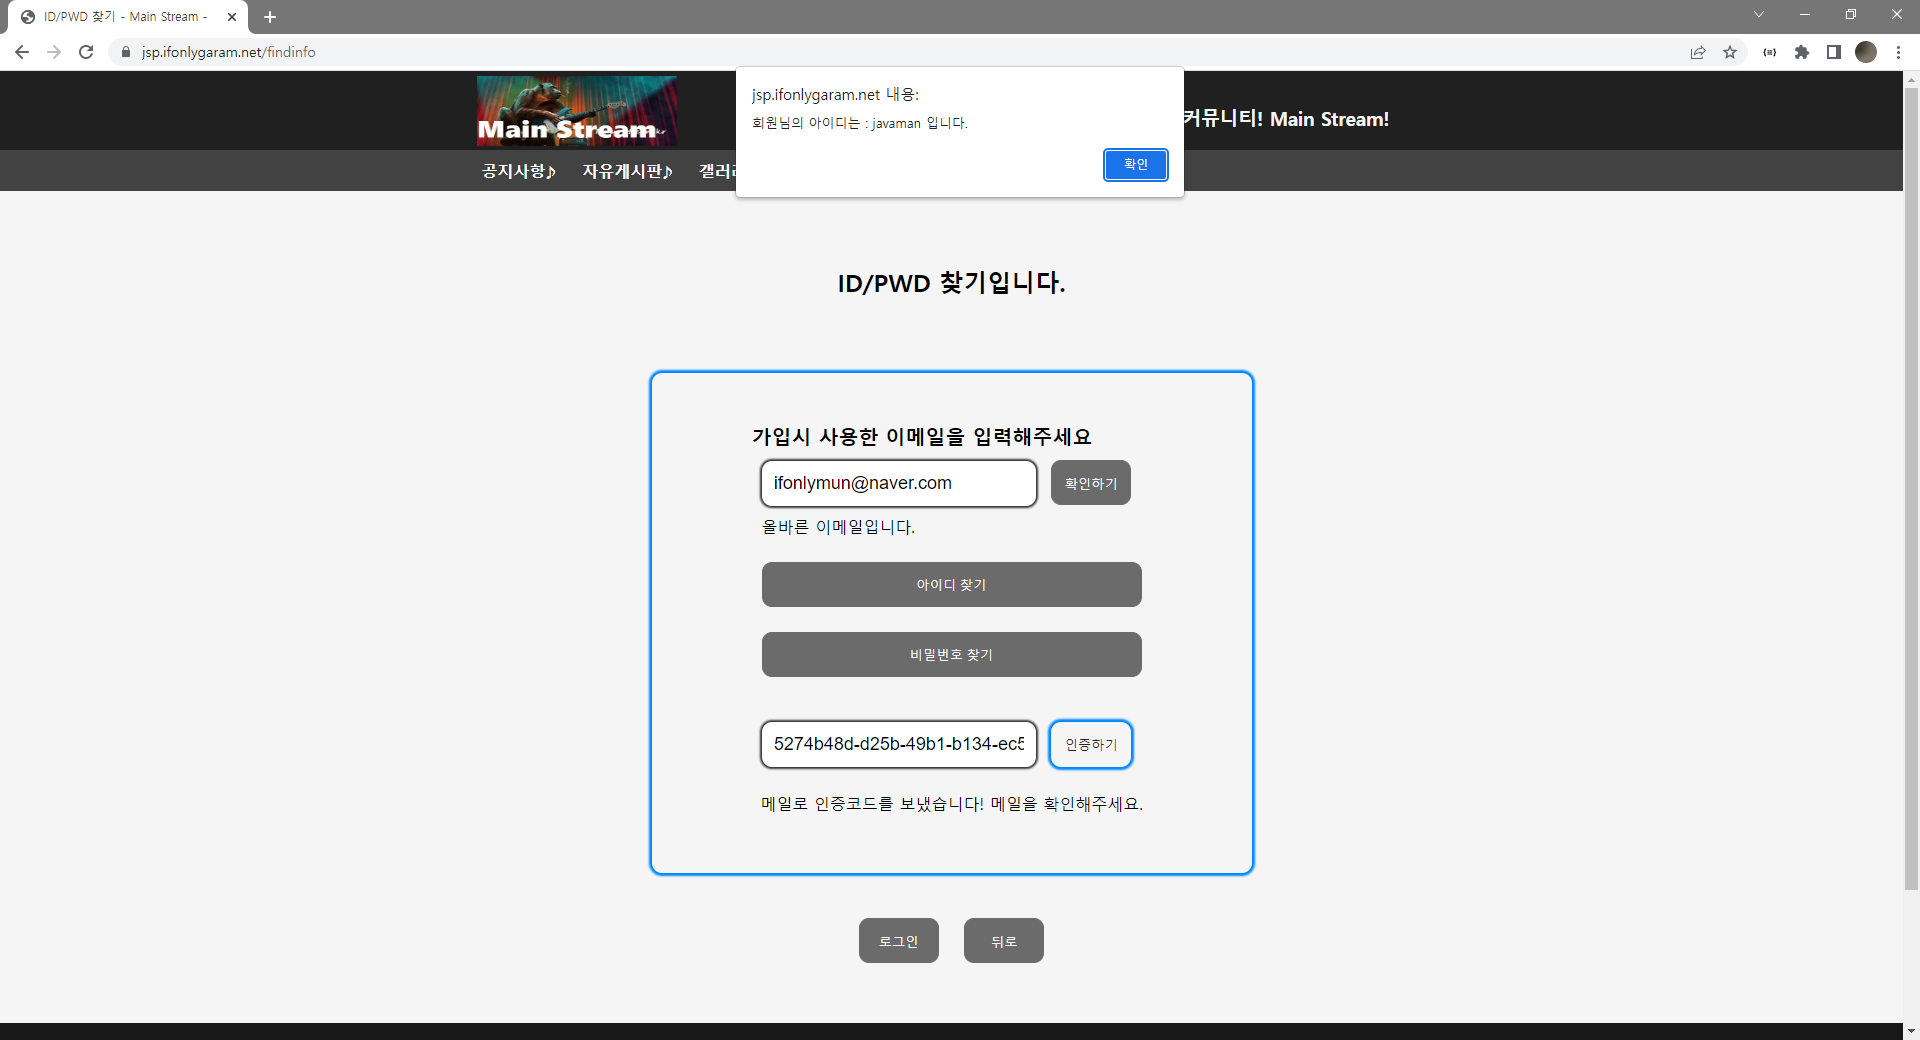 ID/PWD 찾기 - Main Stream -
jsp.ifonlygaram.net/findinfo
jsp.ifonlygaram.net 내용:
회원님의 아이디는 : javaman 입니다.
확인
Main Stream
커뮤니티! Main Stream!
공지사항♪ 자유게시판♪ 갤러리
ID/PWD 찾기입니다.
가입시 사용한 이메일을 입력해주세요
ifonlymun@naver.com 확인하기
올바른 이메일입니다.
아이디 찾기
비밀번호 찾기
5274b48d-d25b-49b1-b134-ec5 인증하기
메일로 인증코드를 보냈습니다! 메일을 확인해주세요.
로그인 뒤로